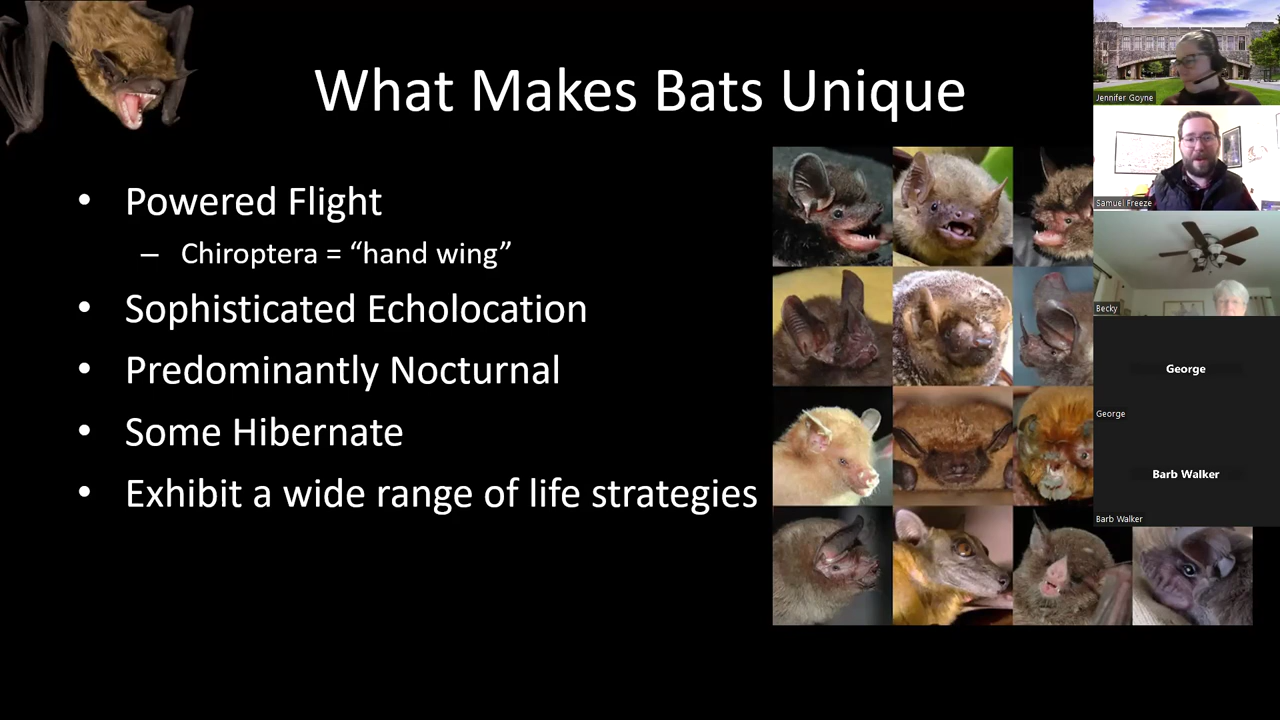 What Makes Bats Unique
• Powered Flight
– Chiroptera = “hand wing”
• Sophisticated Echolocation
• Predominantly Nocturnal
• Some Hibernate
• Exhibit a wide range of life strategies
Jennifer Goyne
Samuel Freeze
Becky
George
George
Barb Walker
Barb Walker